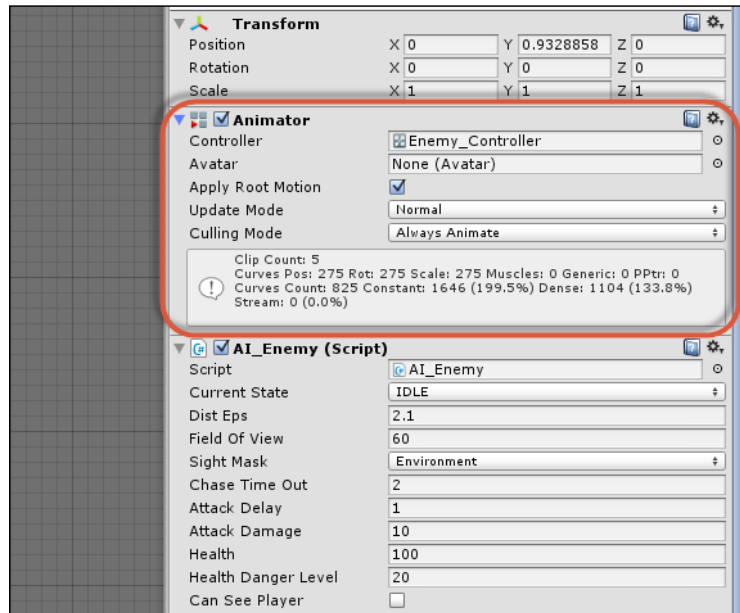 Transform
Position X 0 Y 0.9328858 Z 0
Rotation X 0 Y 0 Z 0
Scale X 1 Y 1 Z 1
Animator
Controller Enemy_Controller
Avatar None (Avatar)
Apply Root Motion
Update Mode Normal
Culling Mode Always Animate
Clip Count: 5
Curves Pos: 275 Rot: 275 Scale: 275 Muscles: 0 Generic: 0 PPtr: 0
Curves Count: 825 Constant: 1646 (199.5%) Dense: 1104 (133.8%)
Stream: 0 (0.0%)
AI_Enemy (Script)
Script AI_Enemy
Current State IDLE
Dist Eps 2.1
Field Of View 60
Sight Mask Environment
Chase Time Out 2
Attack Delay 1
Attack Damage 10
Health 100
Health Danger Level 20
Can See Player